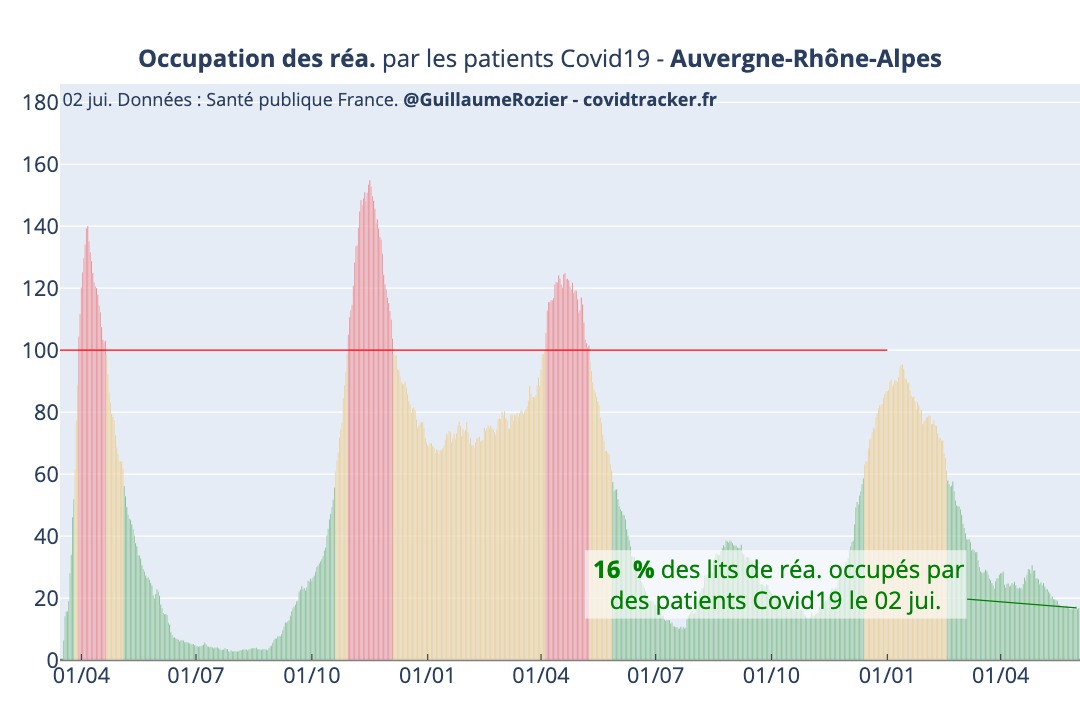 Occupation des réa. par les patients Covid19 - Auvergne-Rhône-Alpes
02 jui. Données : Santé publique France. @GuillaumeRozier - covidtracker.fr
180
160
140
120
100
80
60
40
20
0
16 % des lits de réa. occupés par
des patients Covid19 le 02 jui.
01/04 01/07 01/10 01/01 01/04 01/07 01/10 01/01 01/04